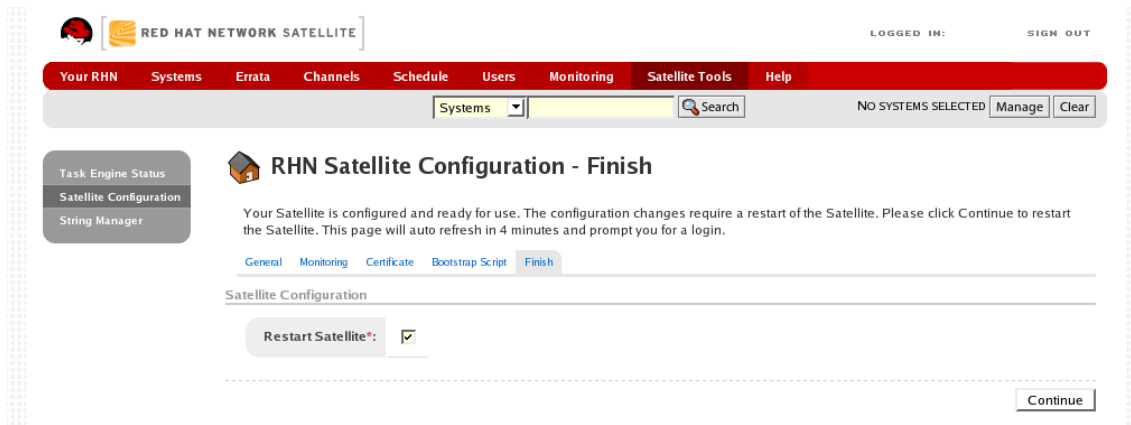 RED HAT NETWORK SATELLITE
LOGGED IN: SIGN OUT
Your RHN Systems Errata Channels Schedule Users Monitoring Satellite Tools Help
Systems Search NO SYSTEMS SELECTED Manage Clear
Task Engine Status
Satellite Configuration
String Manager
RHN Satellite Configuration - Finish
Your Satellite is configured and ready for use. The configuration changes require a restart of the Satellite. Please click Continue to restart
the Satellite. This page will auto refresh in 4 minutes and prompt you for a login.
General Monitoring Certificate Bootstrap Script Finish
Satellite Configuration
Restart Satellite*:
Continue